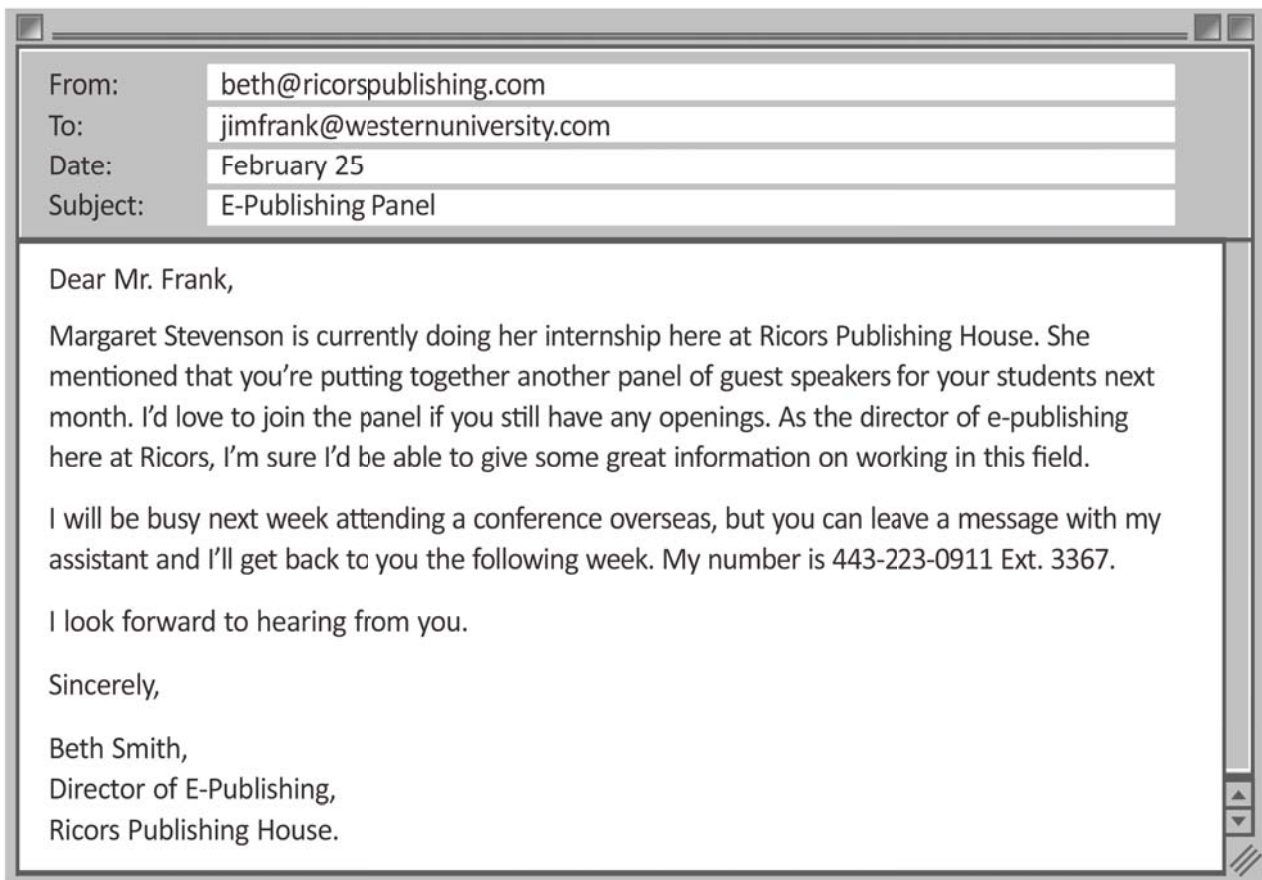 From: beth@ricorspublishing.com
To: jimfrank@westernuniversity.com
Date: February 25
Subject: E-Publishing Panel
Dear Mr. Frank,
Margaret Stevenson is currently doing her internship here at Ricors Publishing House. She
mentioned that you’re putting together another panel of guest speakers for your students next
month. I’d love to join the panel if you still have any openings. As the director of e-publishing
here at Ricors, I’m sure I’d be able to give some great information on working in this field.
I will be busy next week attending a conference overseas, but you can leave a message with my
assistant and I’ll get back to you the following week. My number is 443-223-0911 Ext. 3367.
I look forward to hearing from you.
Sincerely,
Beth Smith,
Director of E-Publishing,
Ricors Publishing House.